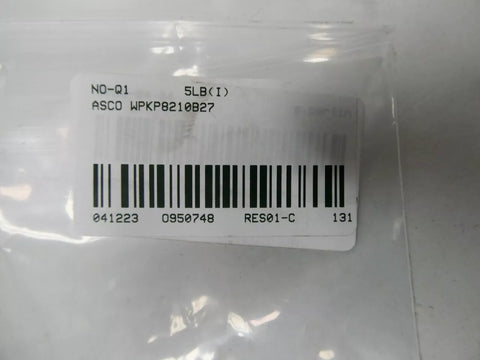 NO-Q1 5LB(I)
ASCO WPKP8210B27
041223 0950748 RES01-C 131